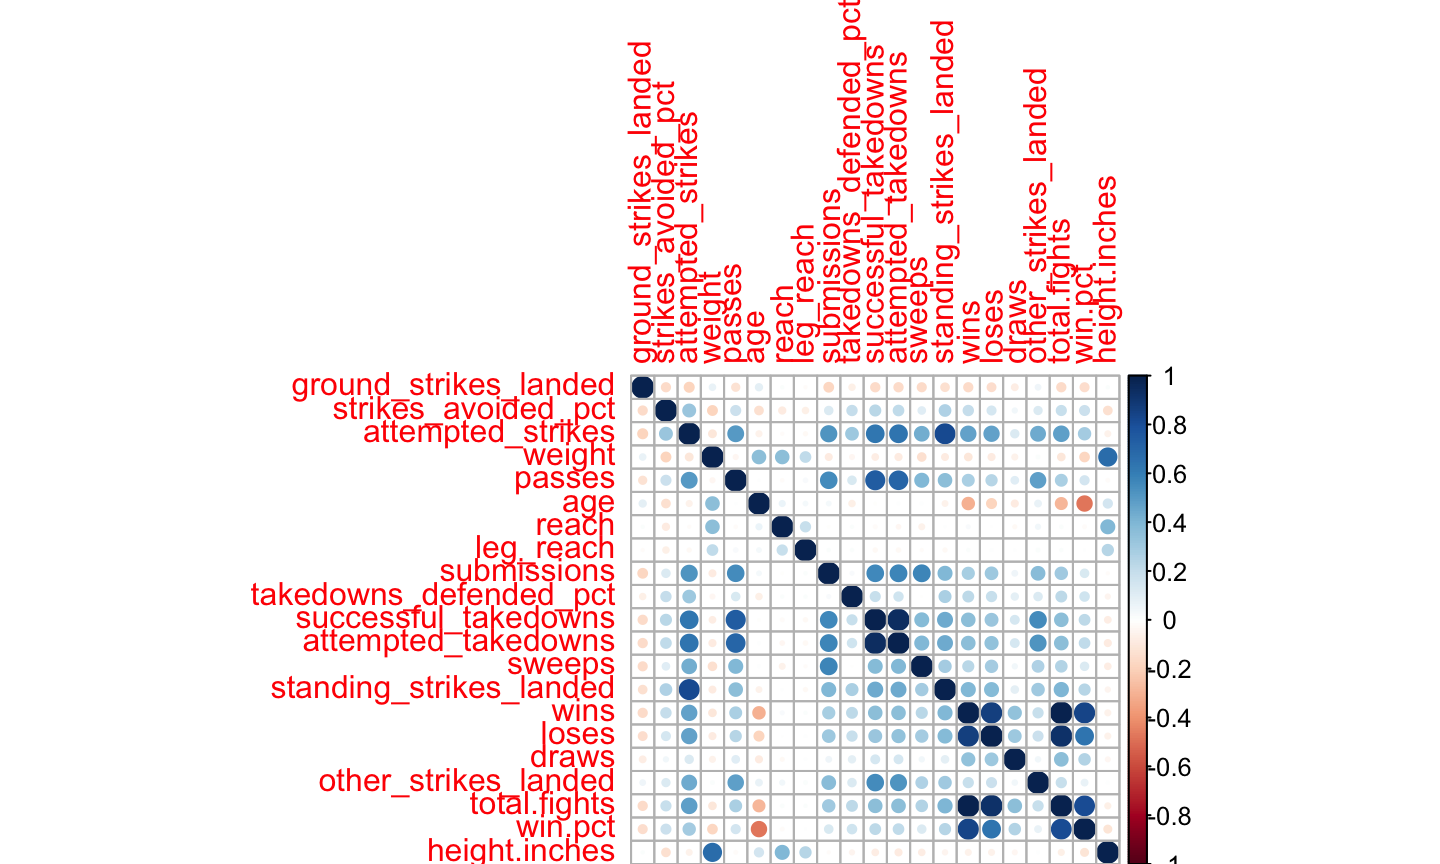 ground_strikes_landed
strikes_avoided_pct
attempted_strikes
weight
passes
age
reach
leg_reach
submissions
takedowns_defended_pct
successful_takedowns
attempted_takedowns
sweeps
standing_strikes_landed
wins
loses
draws
other_strikes_landed
total.fights
win.pct
height.inches
ground_strikes_landed
strikes_avoided_pct
attempted_strikes
weight
passes
age
reach
leg_reach
submissions
takedowns_defended_pct
successful_takedowns
attempted_takedowns
sweeps
standing_strikes_landed
wins
loses
draws
other_strikes_landed
total.fights
win.pct
height.inches
1
0.8
0.6
0.4
0.2
0
-0.2
-0.4
-0.6
-0.8
-1